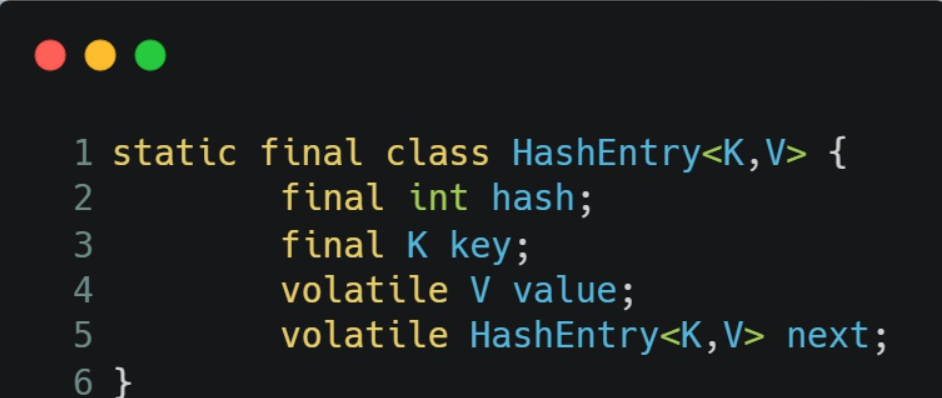 1 static final class HashEntry<K,V> {
2         final int hash;
3         final K key;
4         volatile V value;
5         volatile HashEntry<K,V> next;
6 }